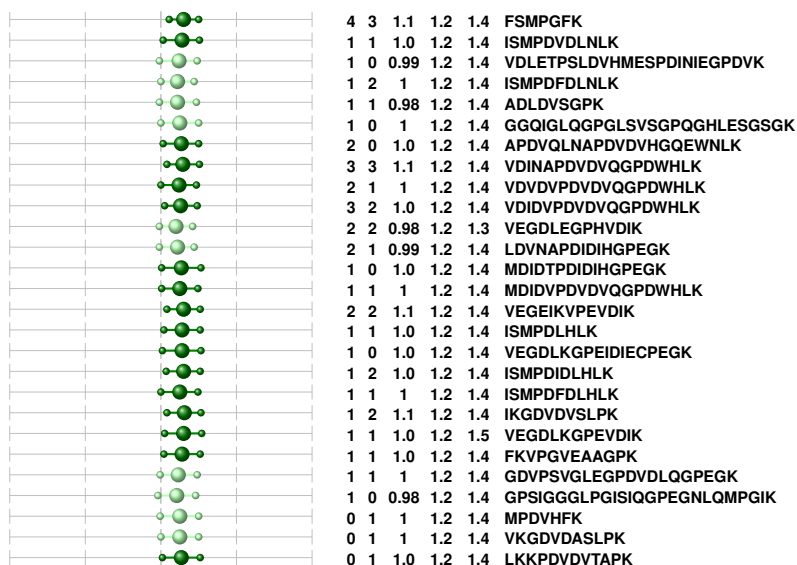 4 3 1.1 1.2 1.4 FSMPGFK
1 1 1.0 1.2 1.4 ISMPDVDLNLK
1 0 0.99 1.2 1.4 VDLETPSLDVHMESPDINIEGPDVK
1 2 1 1.2 1.4 ISMPDFDLNLK
1 1 0.98 1.2 1.4 ADLDVSGPK
1 0 1 1.2 1.4 GGQIGLQGPGLSVSGPQGHLESGSGK
2 0 1.0 1.2 1.4 APDVQLNAPDVDVHGQEWNLK
3 3 1.1 1.2 1.4 VDINAPDVDVQGPDWHLK
2 1 1 1.2 1.4 VDVDVPDVDVQGPDWHLK
3 2 1.0 1.2 1.4 VDIDVPDVDVQGPDWHLK
2 2 0.98 1.2 1.3 VEGDLEGPHVDIK
2 1 0.99 1.2 1.4 LDVNAPDIDIHGPEGK
1 0 1.0 1.2 1.4 MDIDTPDIDIHGPEGK
1 1 1 1.2 1.4 MDIDVPDVDVQGPDWHLK
2 2 1.1 1.2 1.4 VEGEIKVPEVDIK
1 1 1.0 1.2 1.4 ISMPDLHLK
1 0 1.0 1.2 1.4 VEGDLKGPEIDIECPEGK
1 2 1.0 1.2 1.4 ISMPDIDLHLK
1 1 1 1.2 1.4 ISMPDFDLHLK
1 2 1.1 1.2 1.4 IKGDVDVSLPK
1 1 1.0 1.2 1.5 VEGDLKGPEVDIK
1 1 1.0 1.2 1.4 FKVPGVEAAGPK
1 1 1 1.2 1.4 GDVPSVGLEGPDVDLQGPEGK
1 0 0.98 1.2 1.4 GPSIGGGLPGISIQGPEGNLQMPGIK
0 1 1 1.2 1.4 MPDVHFK
0 1 1 1.2 1.4 VKGDVDASLPK
0 1 1.0 1.2 1.4 LKKPDVDVTAPK